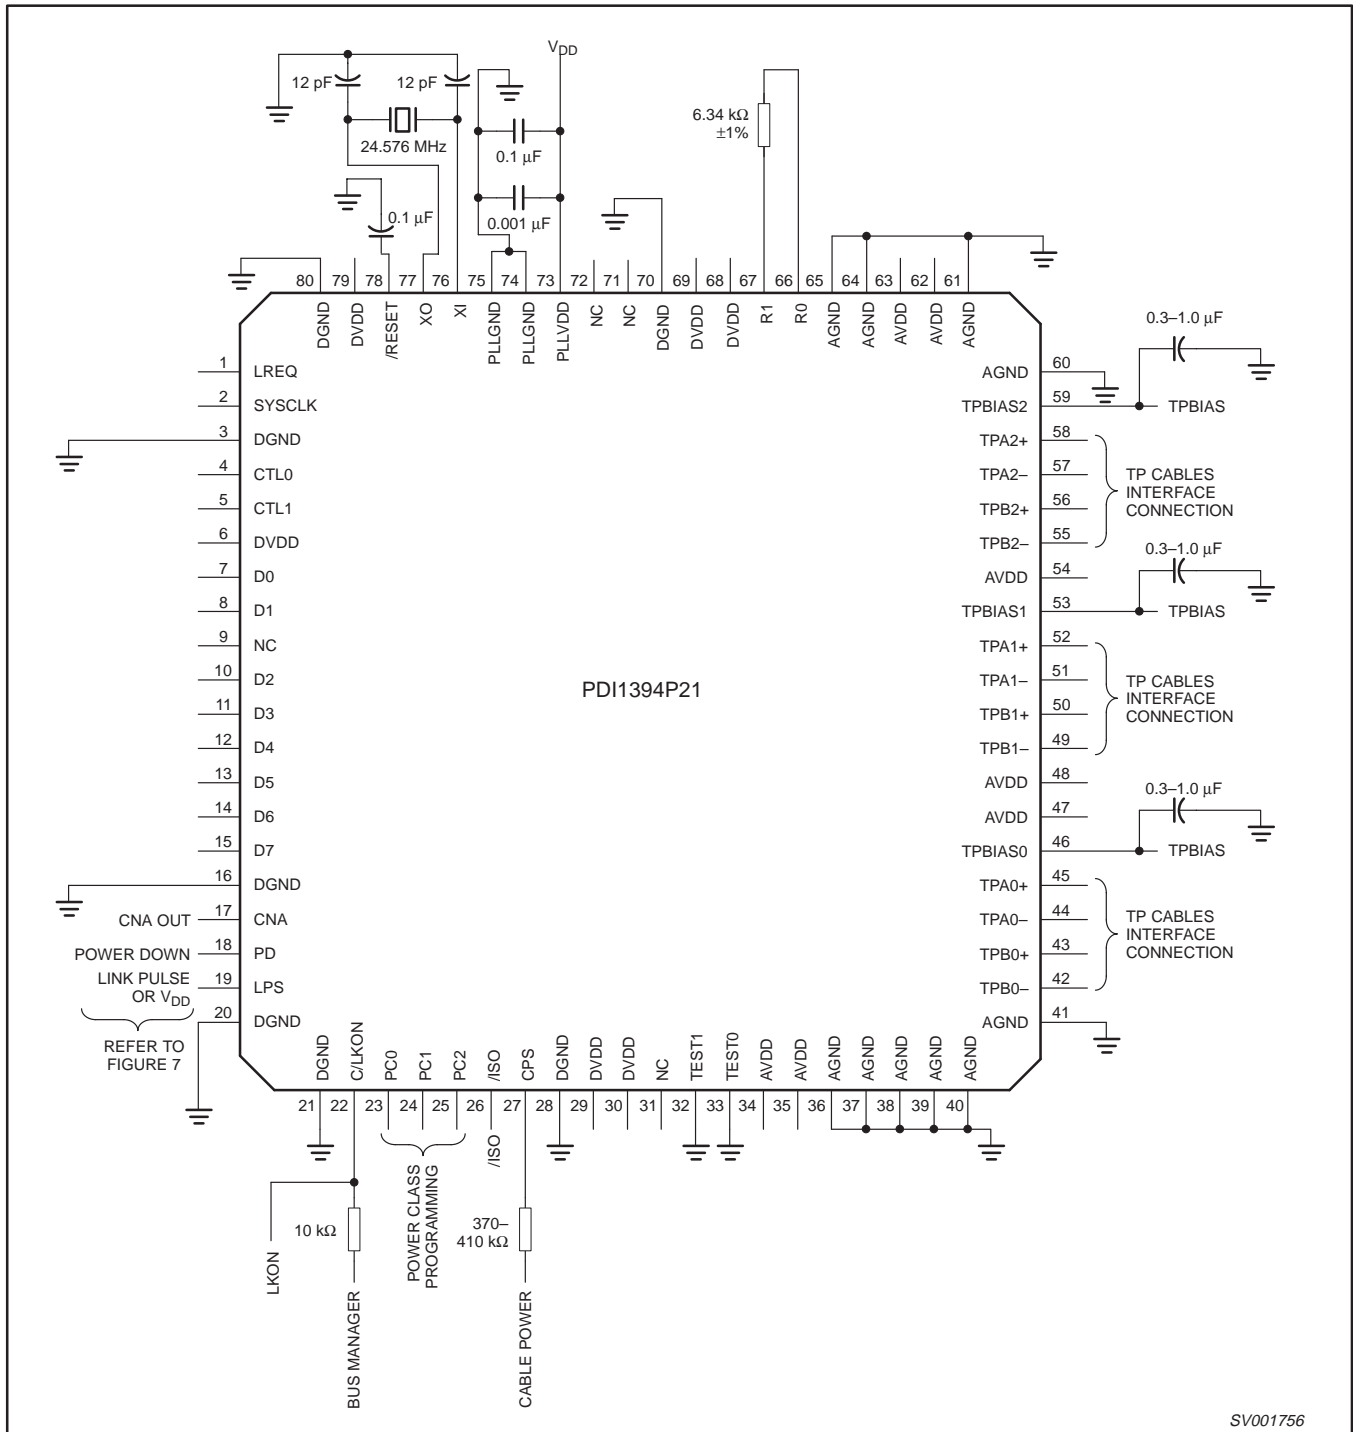 VDD
12 pF
12 pF
24.576 MHz
0.1 μF
0.1 μF
0.001 μF
6.34 kΩ
±1%
80 79 78 77 76 75 74 73 72 71 70 69 68 67 66 65 64 63 62 61
DGND
DVDD
/RESET
XO
XI
PLLGND
PLLGND
PLLVDD
NC
NC
DGND
DVDD
DVDD
R1
R0
AGND
AGND
AVDD
AVDD
AGND
1 LREQ
2 SYSCLK
3 DGND
4 CTL0
5 CTL1
6 DVDD
7 D0
8 D1
9 NC
10 D2
11 D3
12 D4
13 D5
14 D6
15 D7
16 DGND
CNA OUT 17 CNA
POWER DOWN 18 PD
LINK PULSE
OR VDD
19 LPS
20 DGND
REFER TO
FIGURE 7
PDI1394P21
0.3–1.0 μF
AGND 60
TPBIAS2 59 TPBIAS
TPA2+ 58
TPA2– 57
TPB2+ 56
TPB2– 55
TP CABLES
INTERFACE
CONNECTION
0.3–1.0 μF
AVDD 54
TPBIAS1 53 TPBIAS
TPA1+ 52
TPA1– 51
TPB1+ 50
TPB1– 49
TP CABLES
INTERFACE
CONNECTION
AVDD 48
0.3–1.0 μF
AVDD 47
TPBIAS0 46 TPBIAS
TPA0+ 45
TPA0– 44
TPB0+ 43
TPB0– 42
TP CABLES
INTERFACE
CONNECTION
AGND 41
DGND
C/LKON
PC0
PC1
PC2
/ISO
CPS
DGND
DVDD
DVDD
NC
TEST1
TEST0
AVDD
AVDD
AGND
AGND
AGND
AGND
AGND
21 22 23 24 25 26 27 28 29 30 31 32 33 34 35 36 37 38 39 40
LKON
10 kΩ
BUS MANAGER
POWER CLASS
PROGRAMMING
/ISO
370–
410 kΩ
CABLE POWER
SV001756